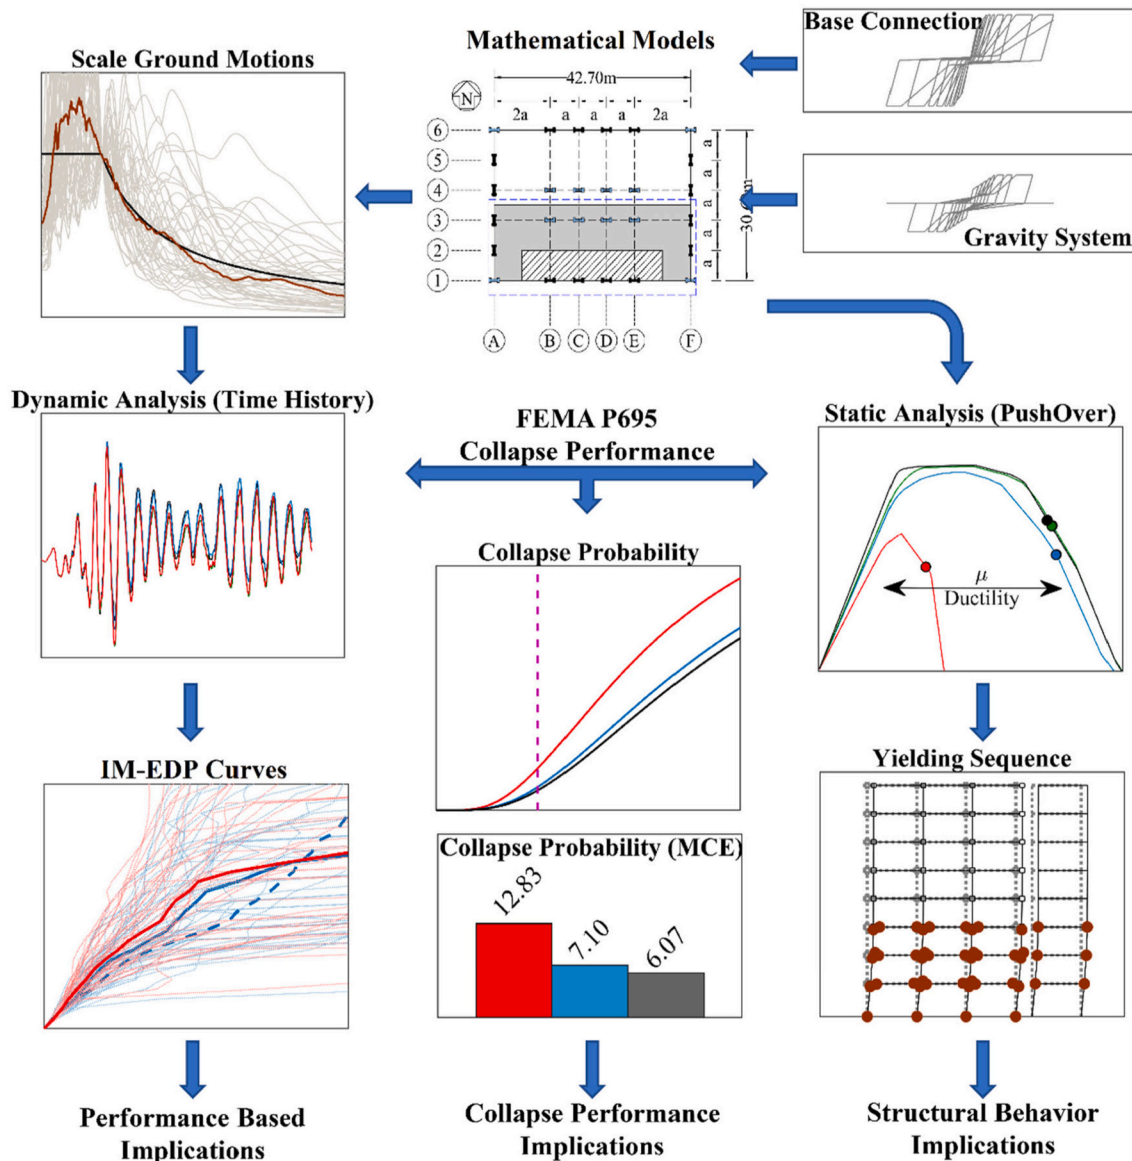 Base Connection
Scale Ground Motions
Mathematical Models
42.70m
N
2a a a a 2a
6
5
4
3
2
1
a
a
a
a
a
A B C D E F
Gravity System
Dynamic Analysis (Time History)
FEMA P695
Collapse Performance
Static Analysis (PushOver)
μ
Ductility
Collapse Probability
IM-EDP Curves
Yielding Sequence
Collapse Probability (MCE)
12.83
7.10
6.07
Performance Based
Implications
Collapse Performance
Implications
Structural Behavior
Implications